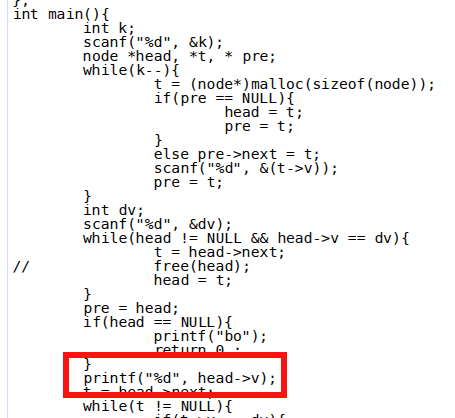 };
int main(){
int k;
scanf("%d", &k);
node *head, *t, * pre;
while(k--){
t = (node*)malloc(sizeof(node));
if(pre == NULL){
head = t;
pre = t;
}
else pre->next = t;
scanf("%d", &(t->v));
pre = t;
}
int dv;
scanf("%d", &dv);
while(head != NULL && head->v == dv){
t = head->next;
// free(head);
head = t;
}
pre = head;
if(head == NULL){
printf("bo");
return 0 ;
}
printf("%d", head->v);
t = head->next;
while(t != NULL){